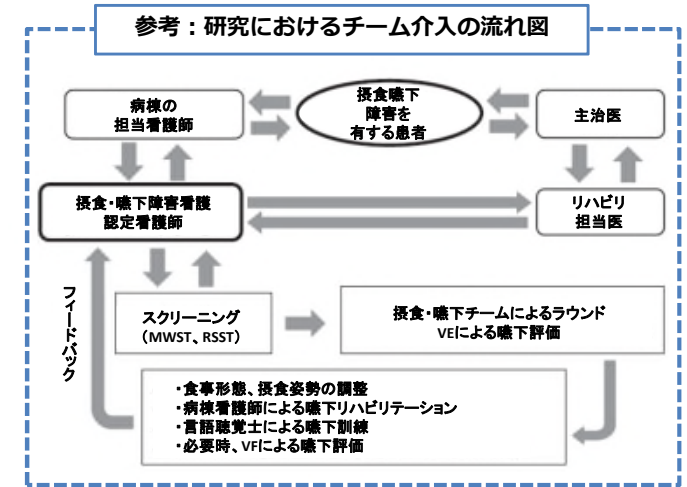 参考：研究におけるチーム介入の流れ図
病棟の
担当看護師
摂食嚥下
障害を
有する患者
主治医
摂食・嚥下障害看護
認定看護師
リハビリ
担当医
フィードバック
スクリーニング
（MWST、RSST）
摂食・嚥下チームによるラウンド
VEによる嚥下評価
・食事形態、摂食姿勢の調整
・病棟看護師による嚥下リハビリテーション
・言語聴覚士による嚥下訓練
・必要時、VFによる嚥下評価